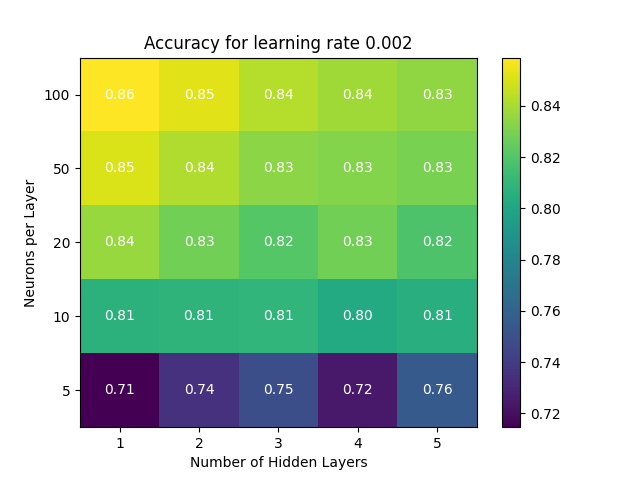 Accuracy for learning rate 0.002
Neurons per Layer
100 0.86 0.85 0.84 0.84 0.83
50 0.85 0.84 0.83 0.83 0.83
20 0.84 0.83 0.82 0.83 0.82
10 0.81 0.81 0.81 0.80 0.81
5 0.71 0.74 0.75 0.72 0.76
1 2 3 4 5
Number of Hidden Layers
0.84
0.82
0.80
0.78
0.76
0.74
0.72